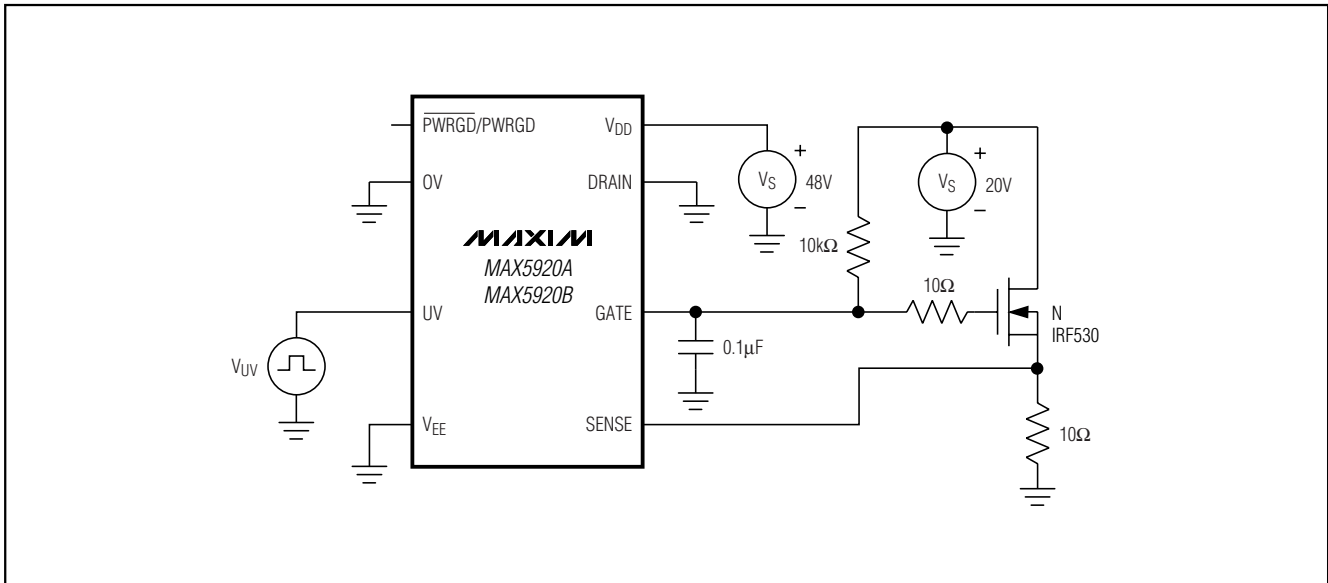 PWRGD/PWRGD
VDD
OV
DRAIN
MAXIM
MAX5920A
MAX5920B
UV
GATE
VEE
SENSE
VUV
VS
48V
+
−
VS
20V
+
−
10kΩ
10Ω
0.1μF
N
IRF530
10Ω